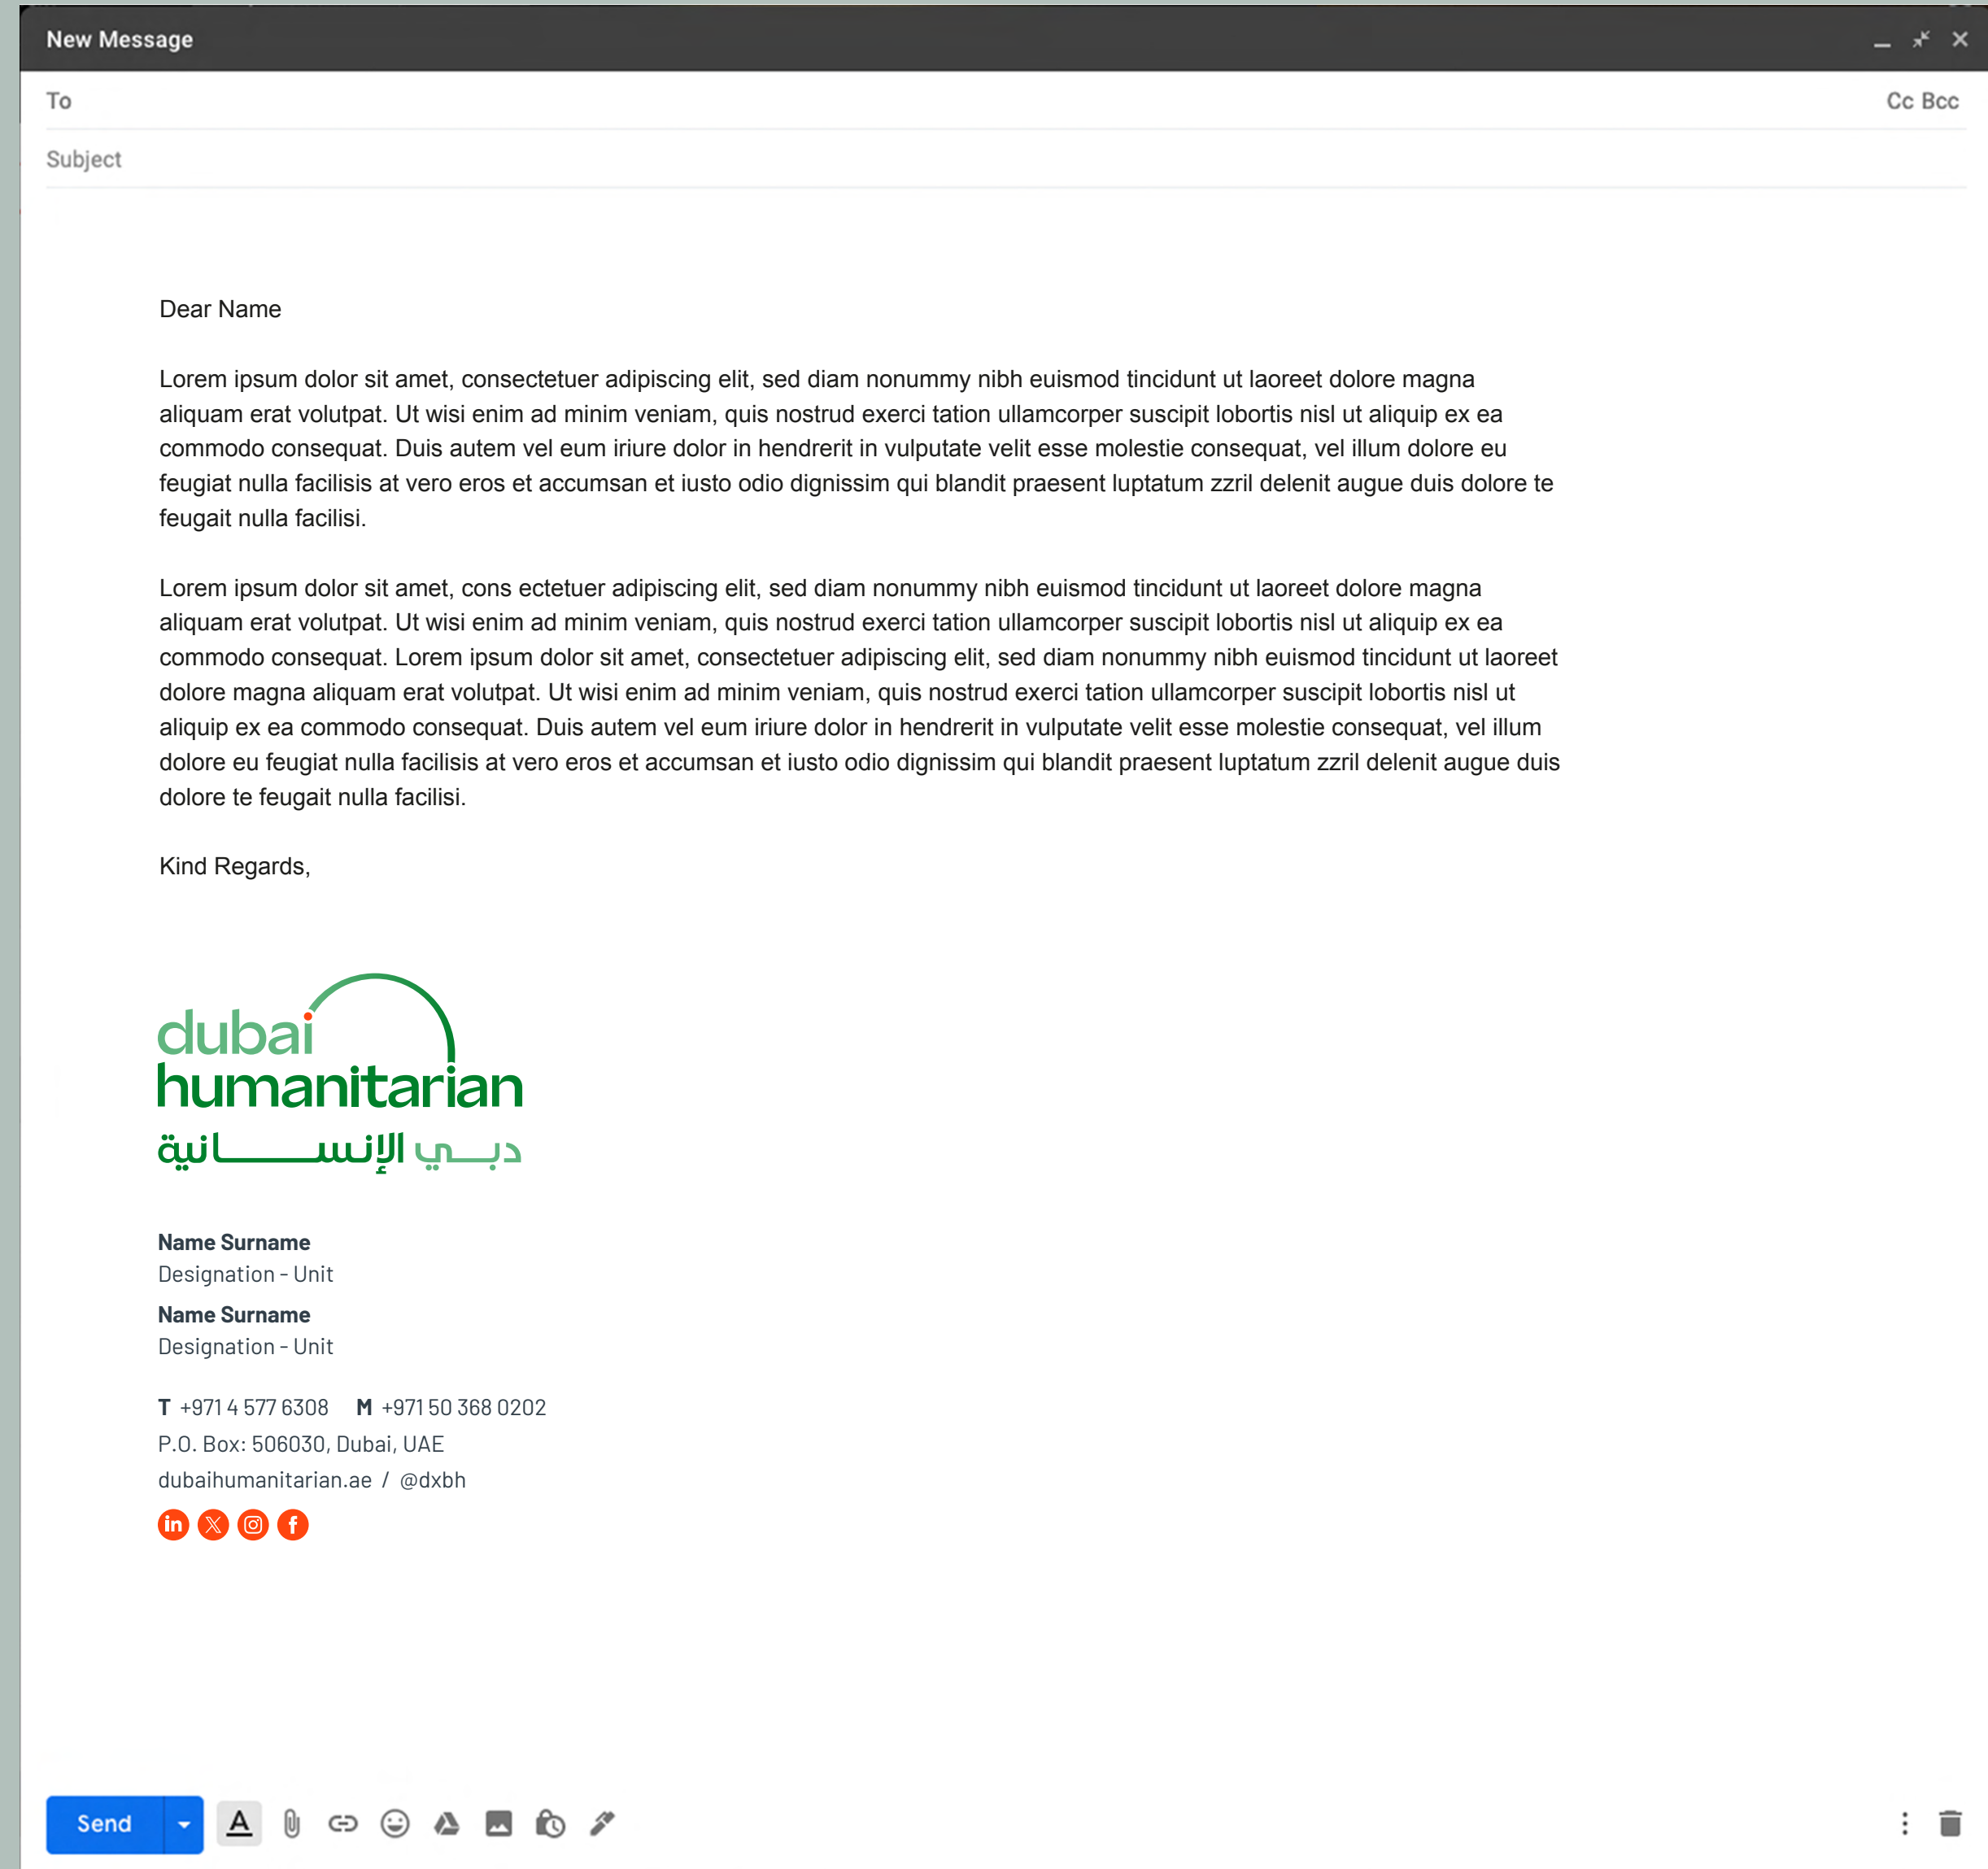 New Message
To Cc Bcc
Subject
Dear Name
Lorem ipsum dolor sit amet, consectetuer adipiscing elit, sed diam nonummy nibh euismod tincidunt ut laoreet dolore magna
aliquam erat volutpat. Ut wisi enim ad minim veniam, quis nostrud exerci tation ullamcorper suscipit lobortis nisl ut aliquip ex ea
commodo consequat. Duis autem vel eum iriure dolor in hendrerit in vulputate velit esse molestie consequat, vel illum dolore eu
feugiat nulla facilisis at vero eros et accumsan et iusto odio dignissim qui blandit praesent luptatum zzril delenit augue duis dolore te
feugait nulla facilisi.
Lorem ipsum dolor sit amet, cons ectetuer adipiscing elit, sed diam nonummy nibh euismod tincidunt ut laoreet dolore magna
aliquam erat volutpat. Ut wisi enim ad minim veniam, quis nostrud exerci tation ullamcorper suscipit lobortis nisl ut aliquip ex ea
commodo consequat. Lorem ipsum dolor sit amet, consectetuer adipiscing elit, sed diam nonummy nibh euismod tincidunt ut laoreet
dolore magna aliquam erat volutpat. Ut wisi enim ad minim veniam, quis nostrud exerci tation ullamcorper suscipit lobortis nisl ut
aliquip ex ea commodo consequat. Duis autem vel eum iriure dolor in hendrerit in vulputate velit esse molestie consequat, vel illum
dolore eu feugiat nulla facilisis at vero eros et accumsan et iusto odio dignissim qui blandit praesent luptatum zzril delenit augue duis
dolore te feugait nulla facilisi.
Kind Regards,
dubai
humanitarian
دبـي الإنسـانية
Name Surname
Designation - Unit
Name Surname
Designation - Unit
T +971 4 577 6308 M +971 50 368 0202
P.O. Box: 506030, Dubai, UAE
dubaihumanitarian.ae / @dxbh
Send